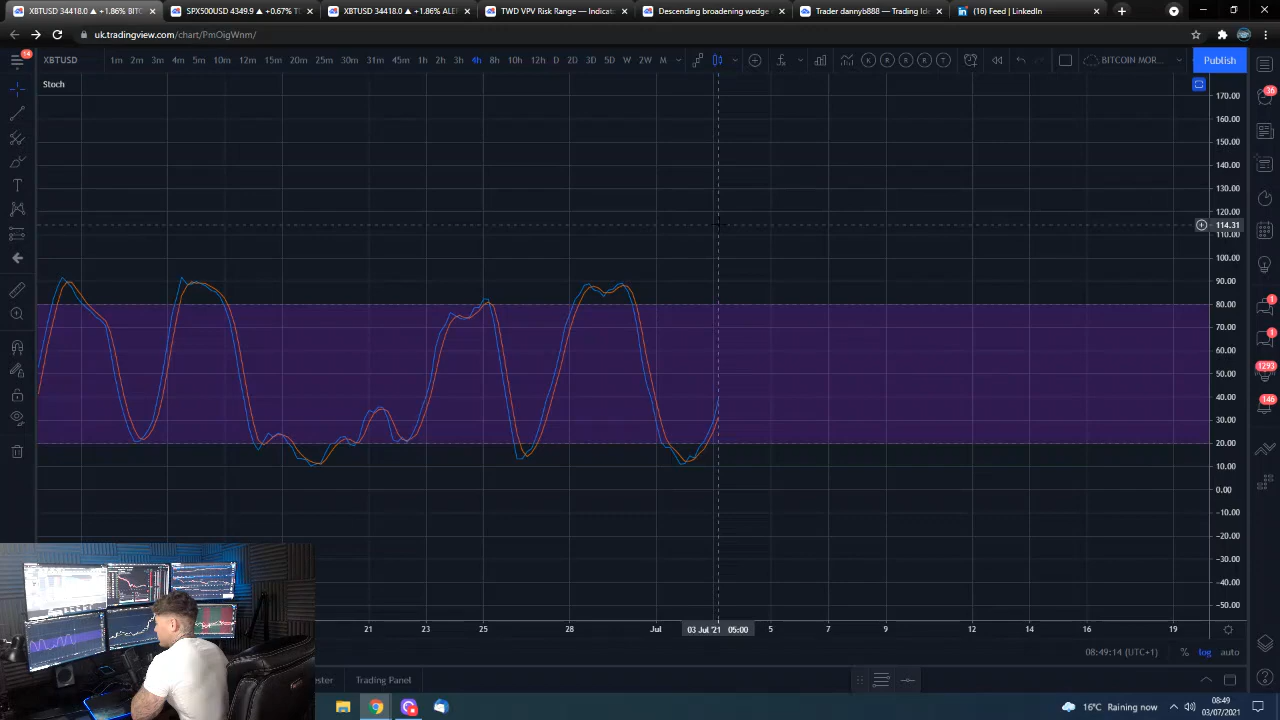 XBTUSD 34418.0 ▲ +1.86% BITC
SPX500USD 4349.9 ▲ +0.67% T
XBTUSD 34418.0 ▲ +1.86% ALE
TWD VPV Risk Range — Indicat
Descending broadening wedge
Trader dannyb888 — Trading Id
(16) Feed | LinkedIn
uk.tradingview.com/chart/PmOigWnm/
14
XBTUSD
1m 2m 3m 4m 5m 10m 12m 15m 20m 25m 30m 31m 45m 1h 2h 3h 4h 8h 10h 12h D 2D 3D 5D W 2W M
K R R R T
BITCOIN MOR...
Publish
Stoch
170.00
160.00
150.00
140.00
130.00
120.00
114.31
110.00
100.00
90.00
80.00
70.00
60.00
50.00
40.00
30.00
20.00
10.00
0.00
-10.00
-20.00
-30.00
-40.00
-50.00
36
1
1
1293
146
21 23 25 28 Jul 03 Jul '21 05:00 5 7 9 12 14 16 19
08:49:14 (UTC+1) % log auto
ster Trading Panel
16°C Raining now
08:49
03/07/2021